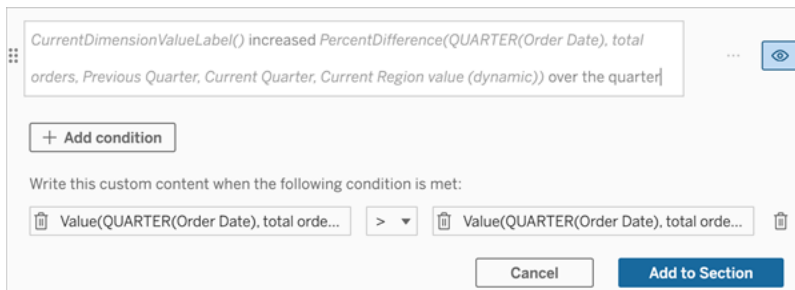 CurrentDimensionValueLabel() increased PercentDifference(QUARTER(Order Date), total
orders, Previous Quarter, Current Quarter, Current Region value (dynamic)) over the quarter
...
+ Add condition
Write this custom content when the following condition is met:
Value(QUARTER(Order Date), total orde... > Value(QUARTER(Order Date), total orde...
Cancel Add to Section